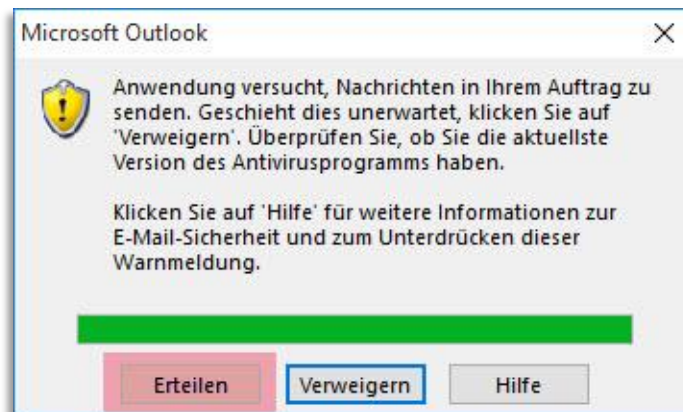 Microsoft Outlook
Anwendung versucht, Nachrichten in Ihrem Auftrag zu
senden. Geschieht dies unerwartet, klicken Sie auf
'Verweigern'. Überprüfen Sie, ob Sie die aktuellste
Version des Antivirusprogramms haben.
Klicken Sie auf 'Hilfe' für weitere Informationen zur
E-Mail-Sicherheit und zum Unterdrücken dieser
Warnmeldung.
Erteilen Verweigern Hilfe